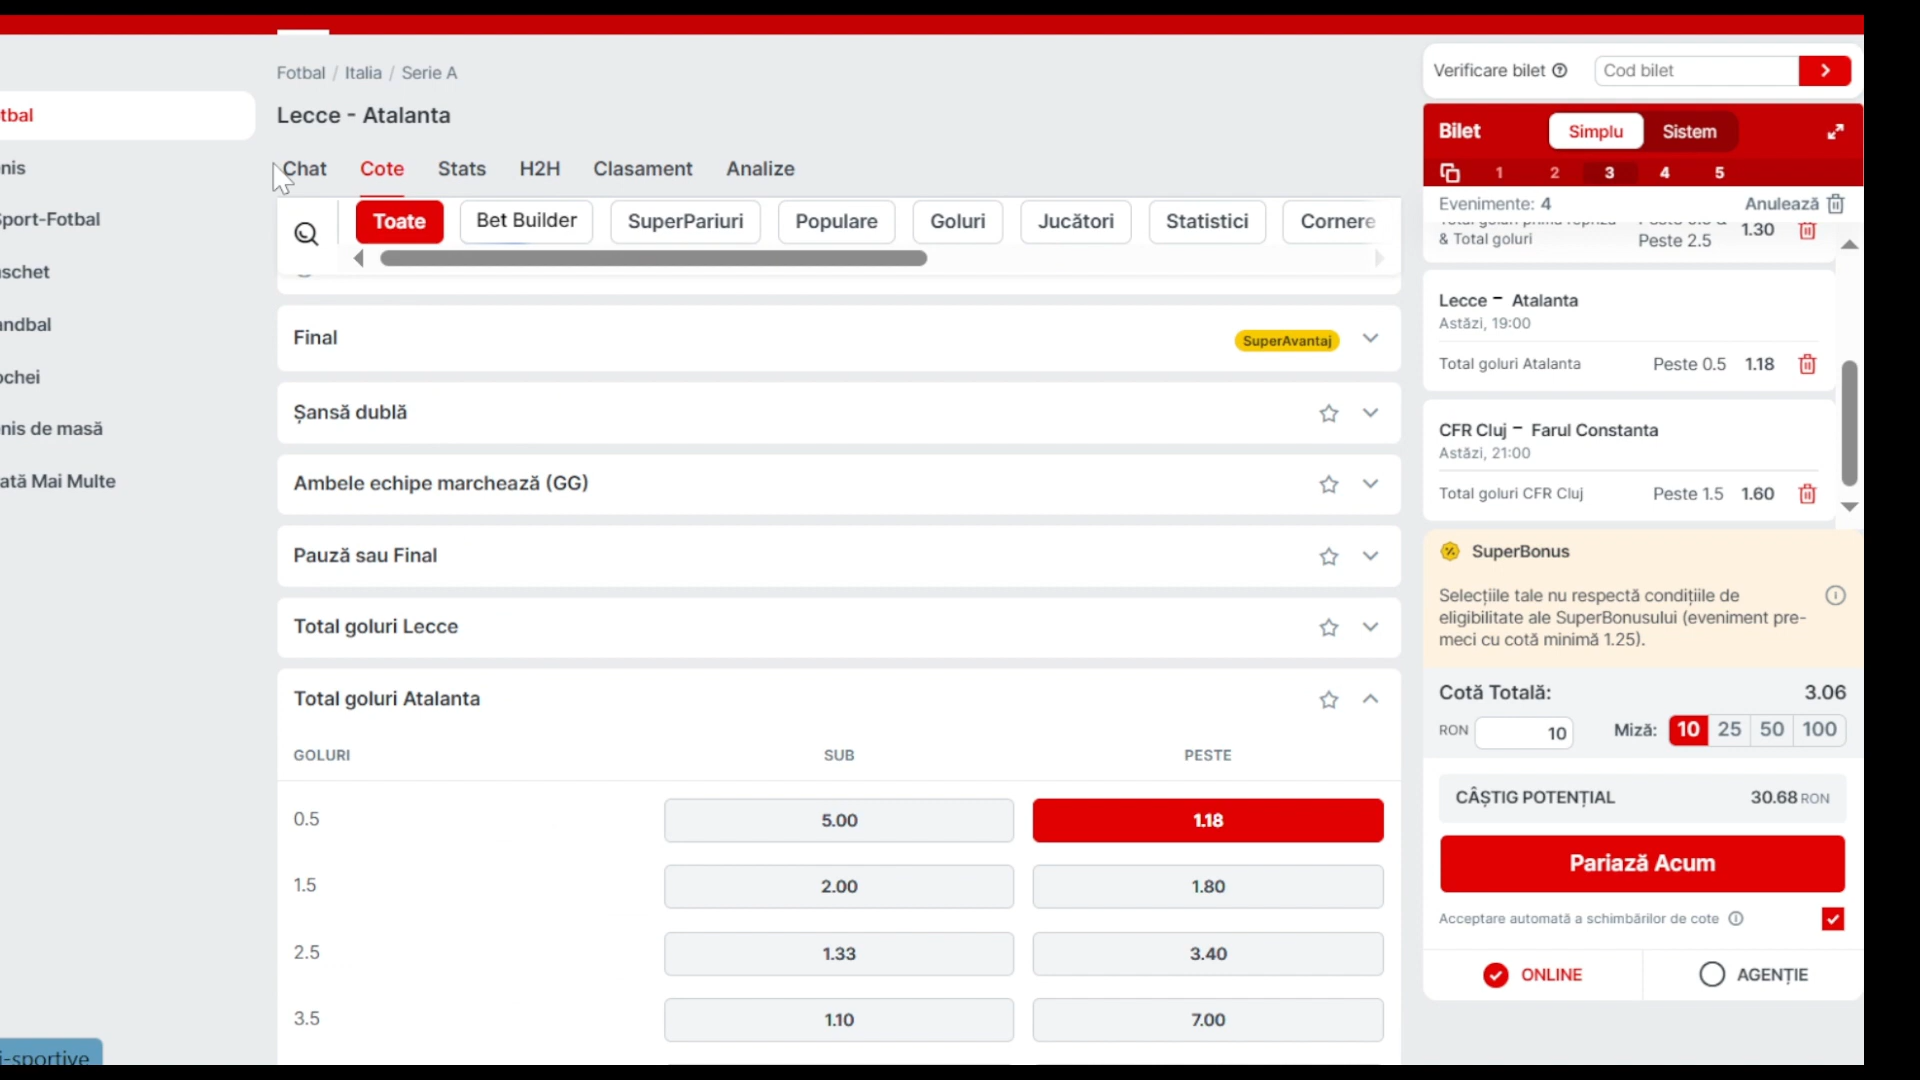 Fotbal / Italia / Serie A
Lecce - Atalanta
Chat Cote Stats H2H Clasament Analize
Toate Bet Builder SuperPariuri Populare Goluri Jucători Statistici Cornere
tbal
nis
Sport-Fotbal
aschet
andbal
ochei
nis de masă
ată Mai Multe
i-sportive
Final SuperAvantaj
Șansă dublă
Ambele echipe marchează (GG)
Pauză sau Final
Total goluri Lecce
Total goluri Atalanta
GOLURI SUB PESTE
0.5 5.00 1.18
1.5 2.00 1.80
2.5 1.33 3.40
3.5 1.10 7.00
Verificare bilet Cod bilet
Bilet Simplu Sistem
1 2 3 4 5
Evenimente: 4 Anulează
& Total goluri Peste 2.5 1.30
Lecce - Atalanta
Astăzi, 19:00
Total goluri Atalanta Peste 0.5 1.18
CFR Cluj - Farul Constanta
Astăzi, 21:00
Total goluri CFR Cluj Peste 1.5 1.60
SuperBonus
Selecțiile tale nu respectă condițiile de
eligibilitate ale SuperBonusului (eveniment pre-
meci cu cotă minimă 1.25).
Cotă Totală: 3.06
RON 10 Miză: 10 25 50 100
CÂȘTIG POTENȚIAL 30.68 RON
Pariază Acum
Acceptare automată a schimbărilor de cote
ONLINE AGENȚIE